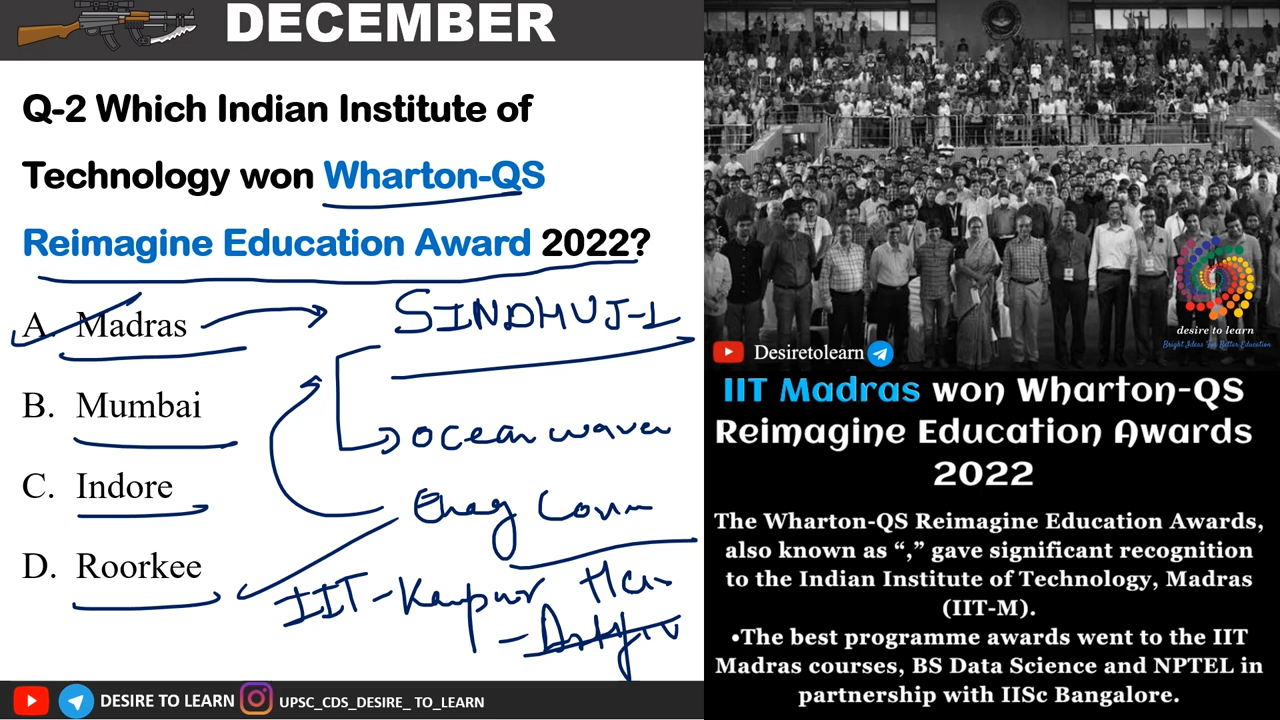 DECEMBER
Q-2 Which Indian Institute of
Technology won Wharton-QS
Reimagine Education Award 2022?
A. Madras
SINDHUJ-1
B. Mumbai
ocean waves
C. Indore
D. Roorkee
IIT-Kanpur
DESIRE TO LEARN
UPSC_CDS_DESIRE_ TO_LEARN
desire to learn
Bright Ideas For Better Education
Desiretolearn
IIT Madras won Wharton-QS
Reimagine Education Awards
2022
The Wharton-QS Reimagine Education Awards,
also known as “,” gave significant recognition
to the Indian Institute of Technology, Madras
(IIT-M).
•The best programme awards went to the IIT
Madras courses, BS Data Science and NPTEL in
partnership with IISc Bangalore.